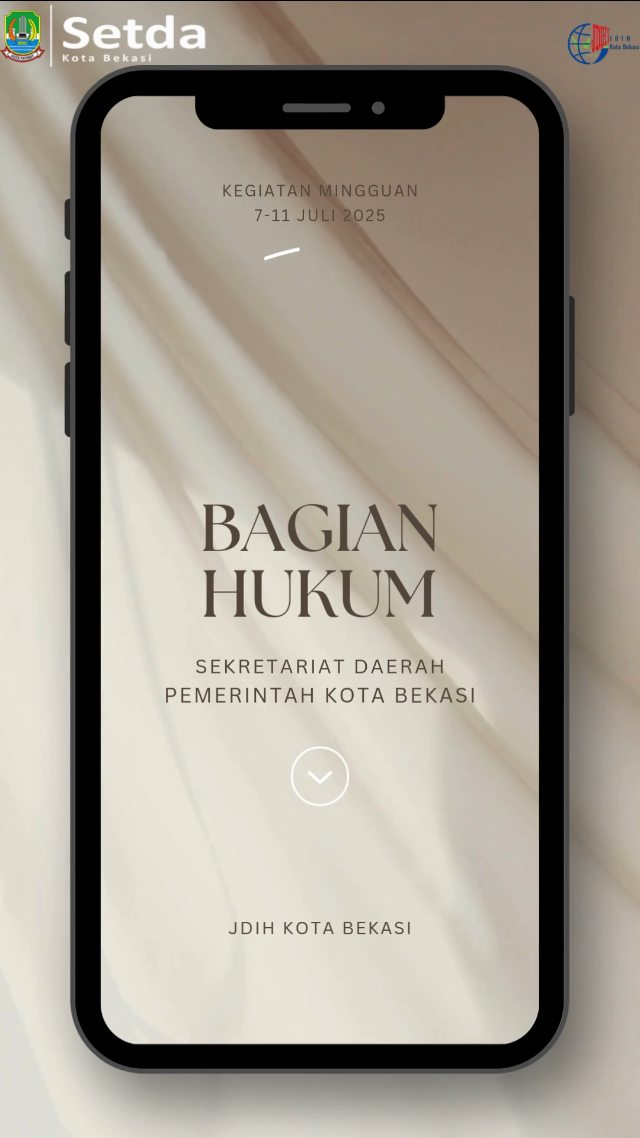 Setda
Kota Bekasi
JDIH
Kota Bekasi
KEGIATAN MINGGUAN
7-11 JULI 2025
BAGIAN
HUKUM
SEKRETARIAT DAERAH
PEMERINTAH KOTA BEKASI
JDIH KOTA BEKASI